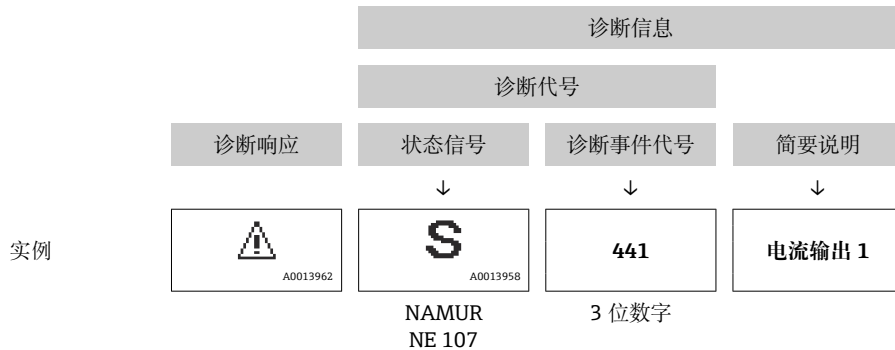 诊断信息
诊断代号
诊断响应 状态信号 诊断事件代号 简要说明
↓ ↓ ↓
实例 S 441 电流输出 1
A0013962 A0013958
NAMUR 3 位数字
NE 107